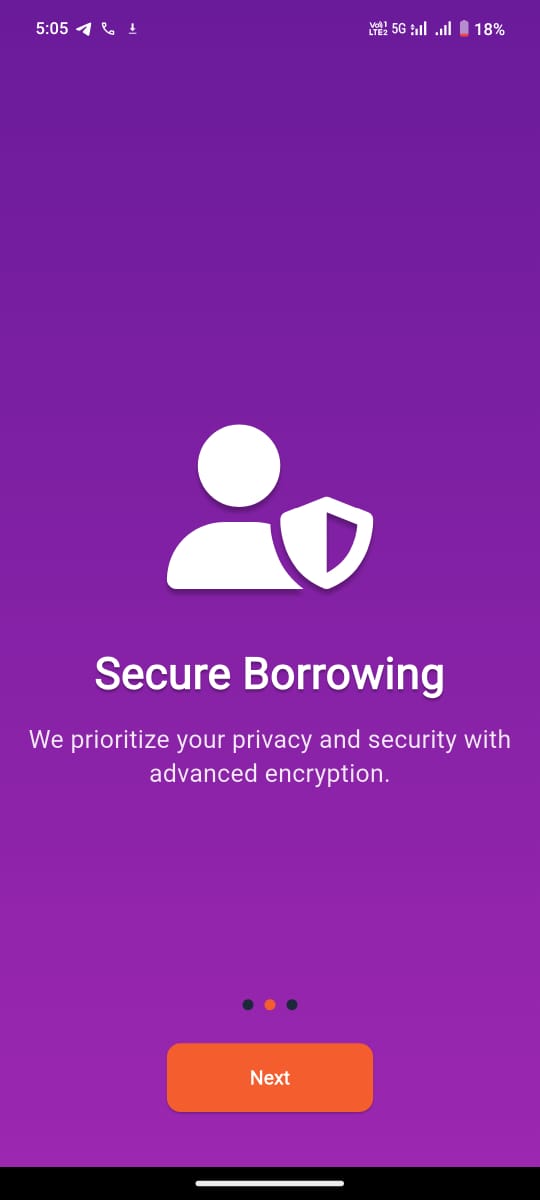 5:05
Vo)) 1
LTE2 5G 18%
Secure Borrowing
We prioritize your privacy and security with
advanced encryption.
Next